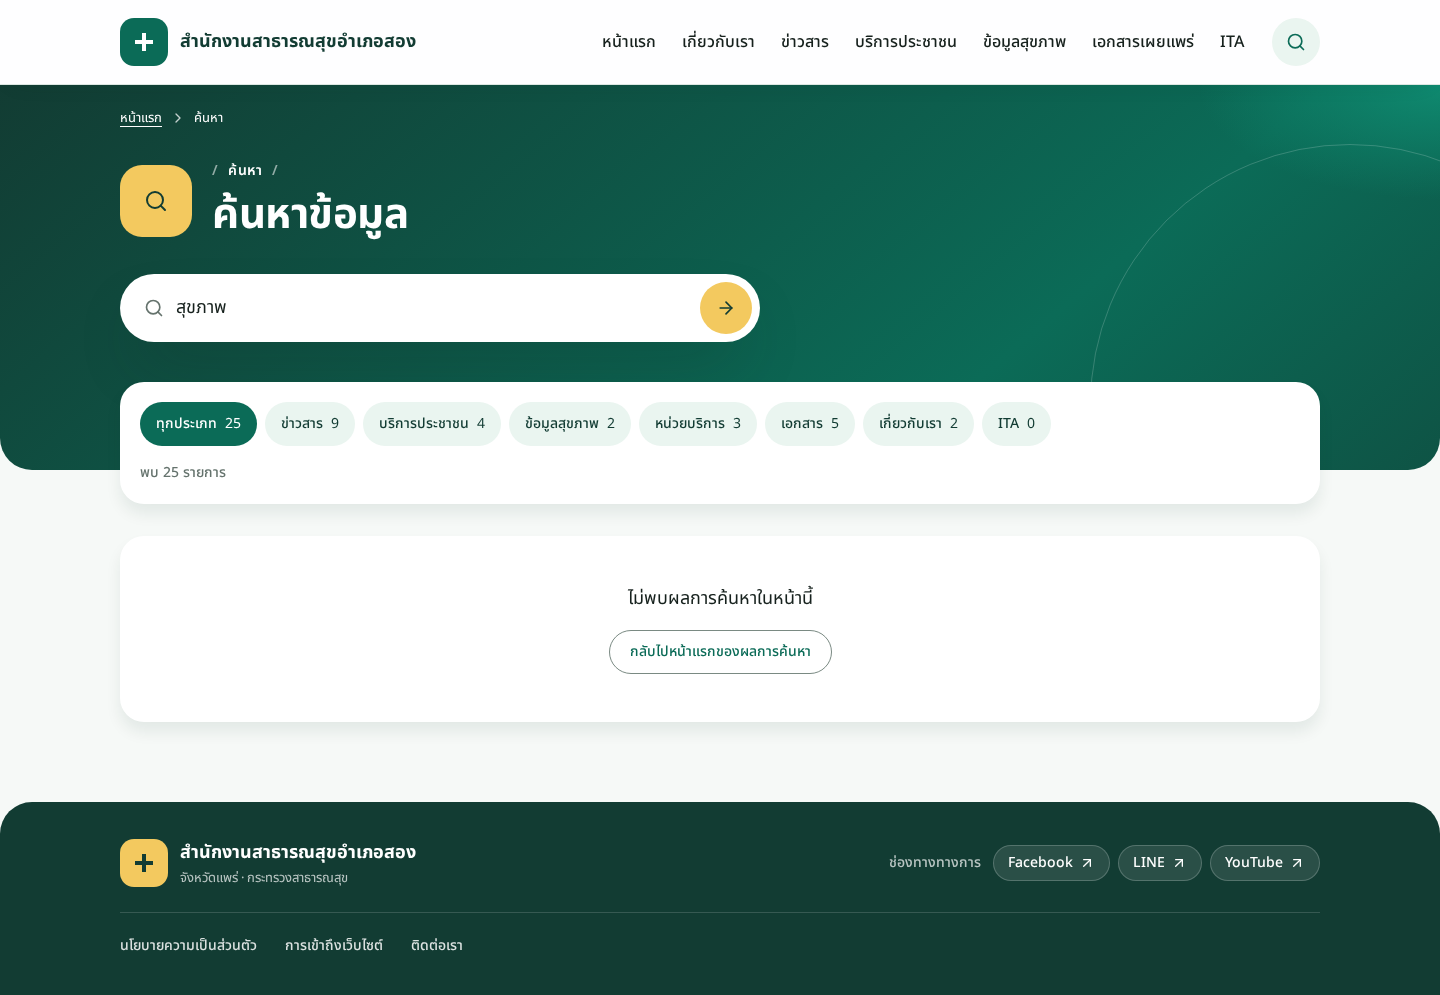 สำนักงานสาธารณสุขอำเภอสอง
หน้าแรก เกี่ยวกับเรา ข่าวสาร บริการประชาชน ข้อมูลสุขภาพ เอกสารเผยแพร่ ITA
หน้าแรก ค้นหา
/ ค้นหา /
ค้นหาข้อมูล
สุขภาพ
ทุกประเภท 25 ข่าวสาร 9 บริการประชาชน 4 ข้อมูลสุขภาพ 2 หน่วยบริการ 3 เอกสาร 5 เกี่ยวกับเรา 2 ITA 0
พบ 25 รายการ
ไม่พบผลการค้นหาในหน้านี้
กลับไปหน้าแรกของผลการค้นหา
สำนักงานสาธารณสุขอำเภอสอง
จังหวัดแพร่ · กระทรวงสาธารณสุข
ช่องทางทางการ Facebook LINE YouTube
นโยบายความเป็นส่วนตัว การเข้าถึงเว็บไซต์ ติดต่อเรา